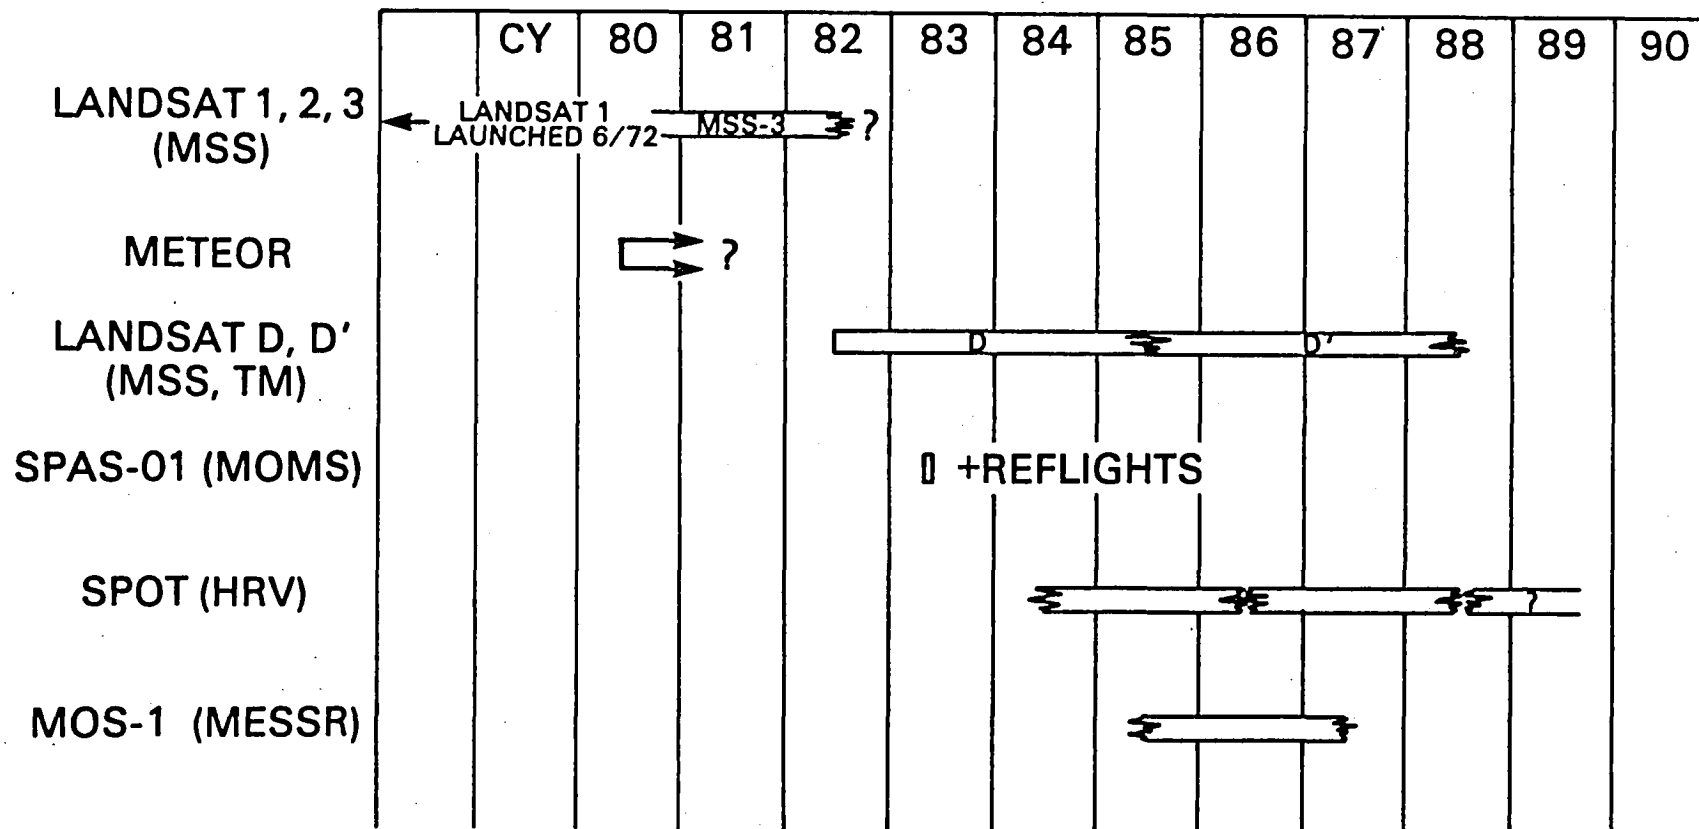 CY 80 81 82 83 84 85 86 87 88 89 90
LANDSAT 1, 2, 3
(MSS)
LANDSAT 1
LAUNCHED 6/72
MSS-3
?
METEOR
?
LANDSAT D, D'
(MSS, TM)
D
D'
SPAS-01 (MOMS)
+REFLIGHTS
SPOT (HRV)
?
MOS-1 (MESSR)